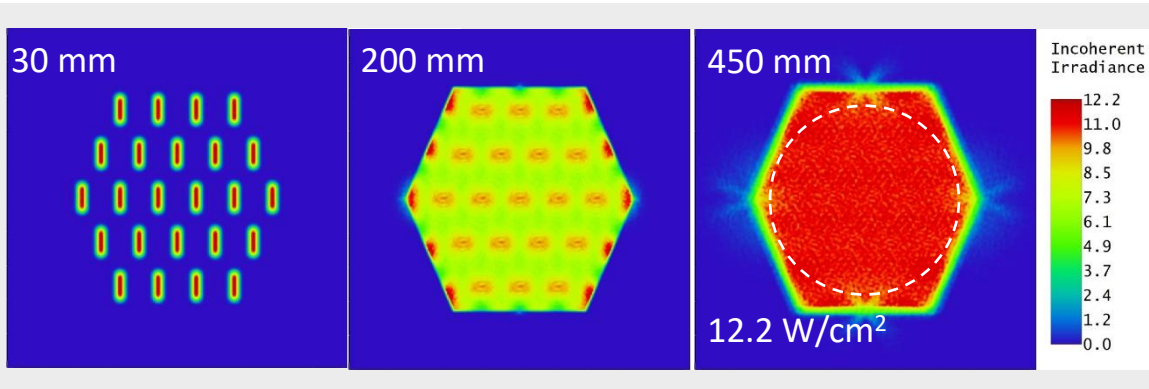 30 mm
200 mm
450 mm
12.2 W/cm²
Incoherent
Irradiance
12.2
11.0
9.8
8.5
7.3
6.1
4.9
3.7
2.4
1.2
0.0